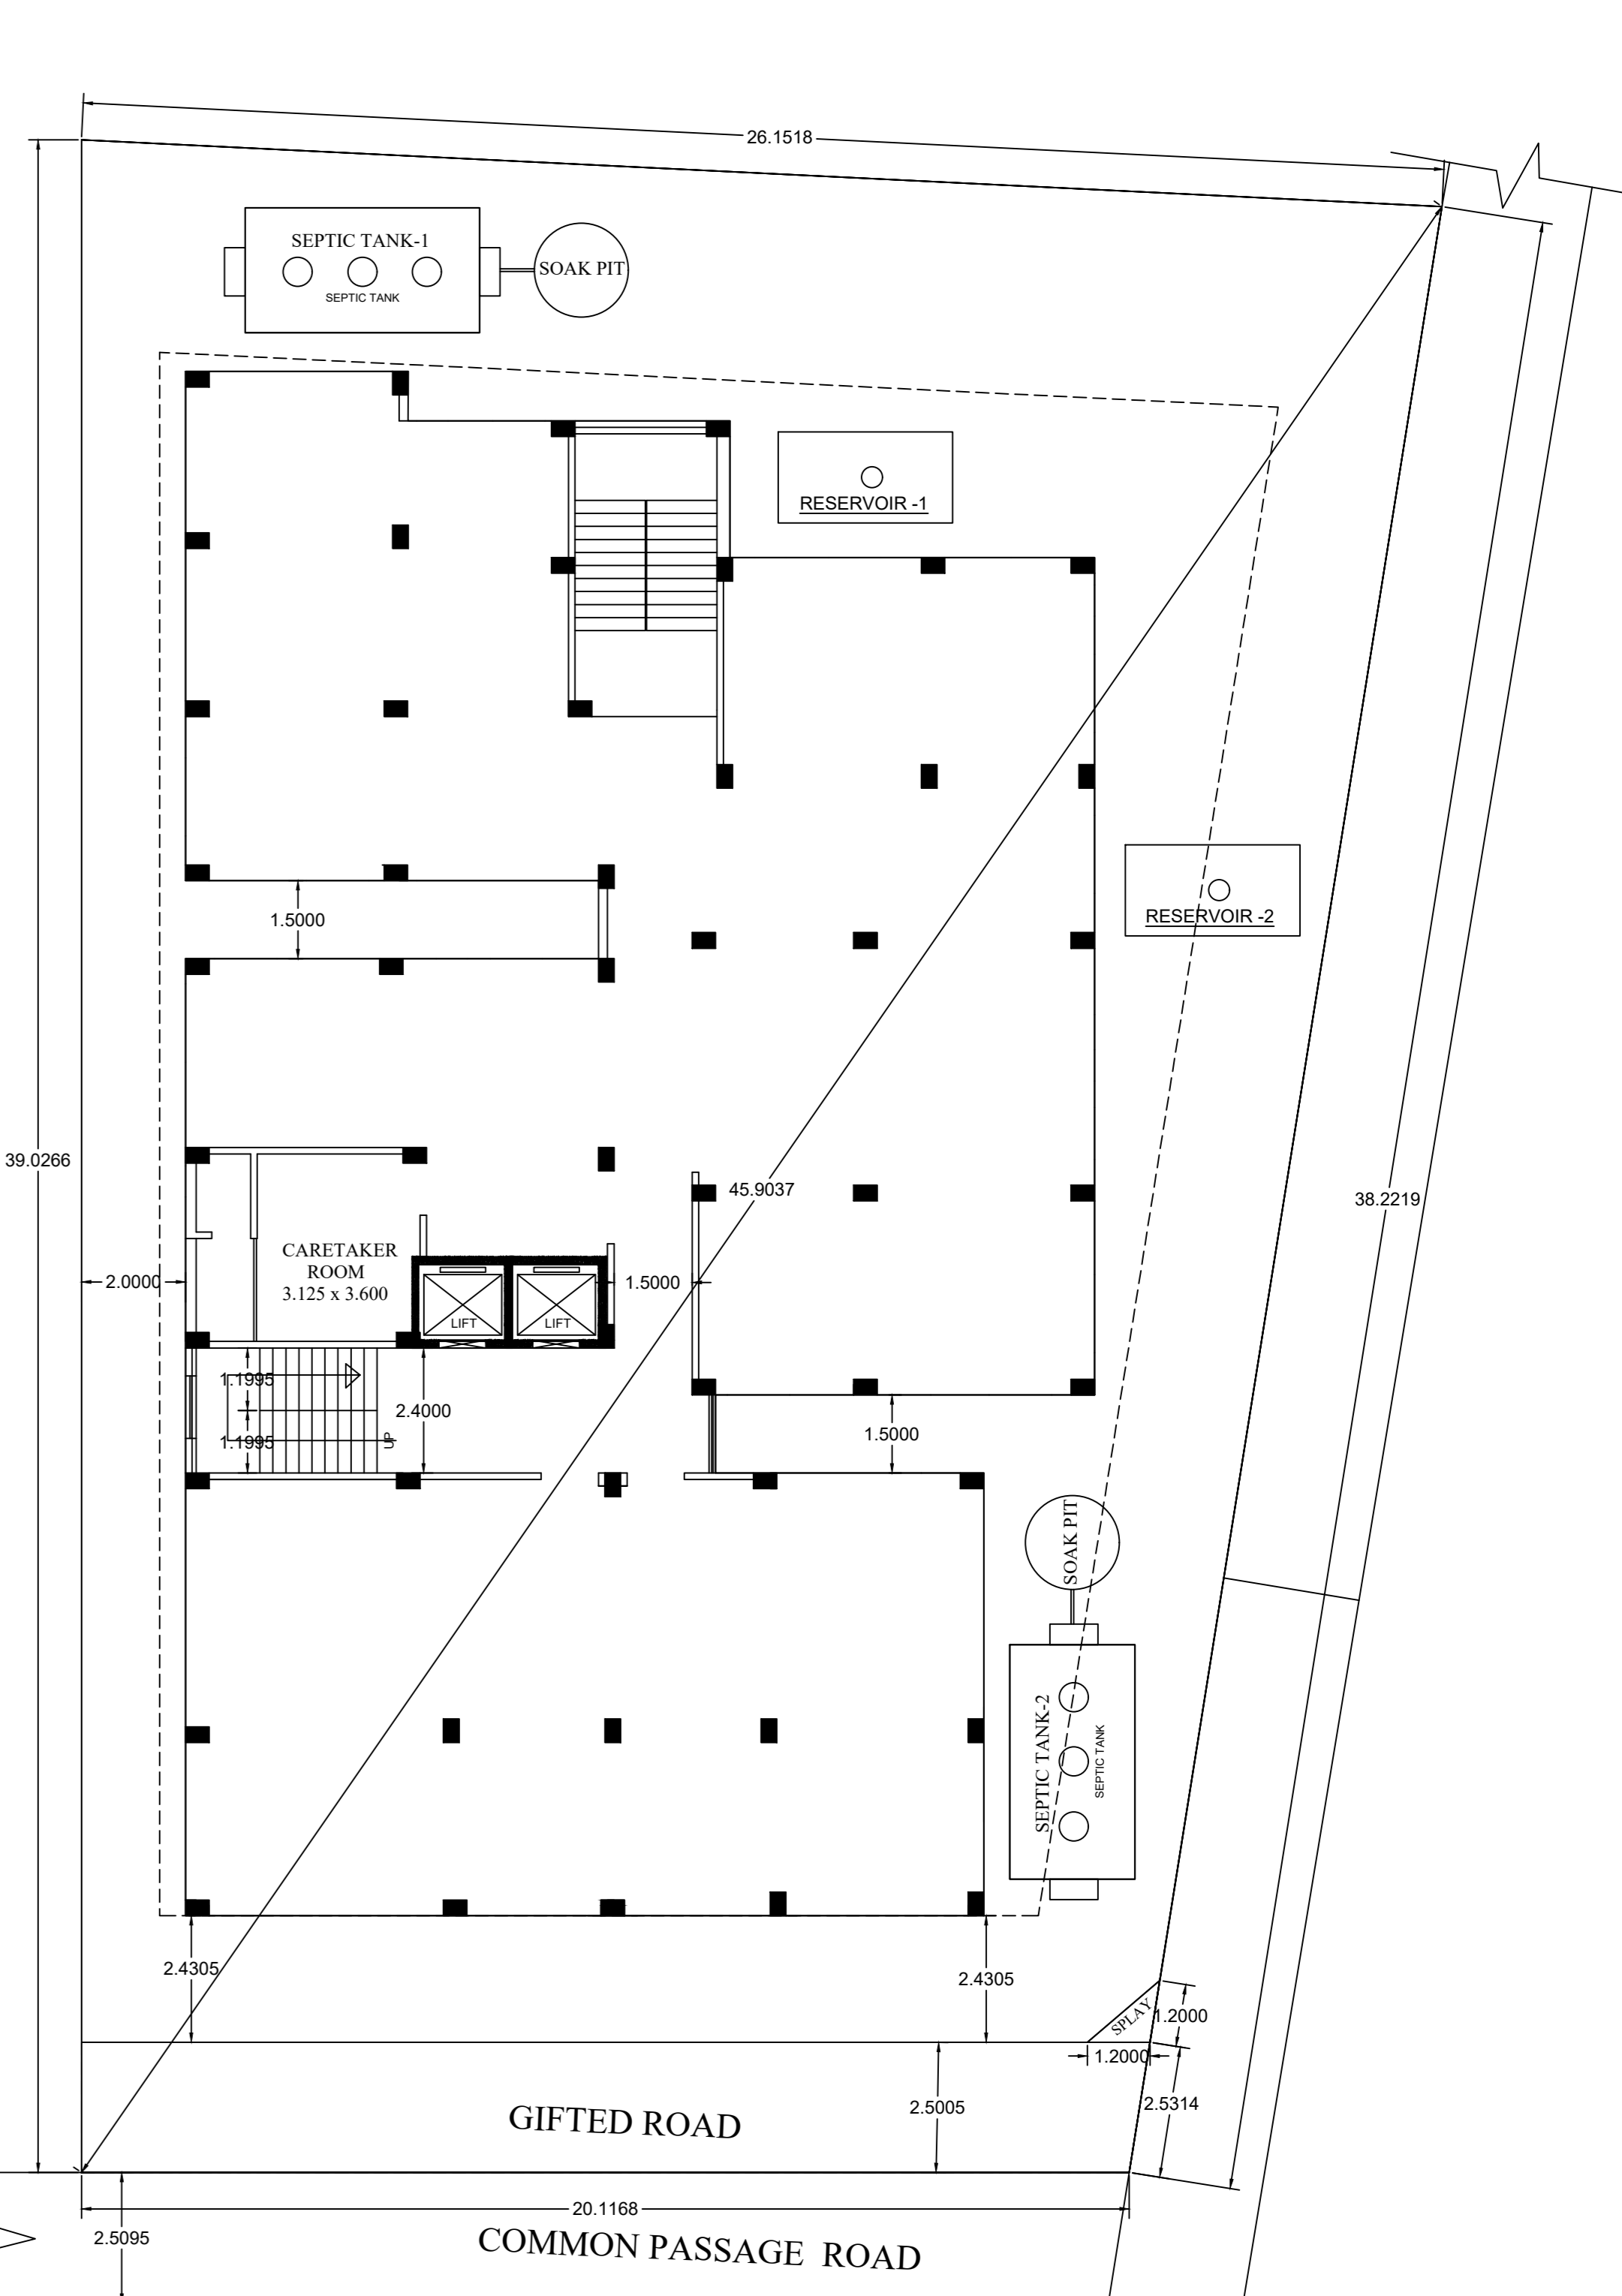 26.1518
SEPTIC TANK-1
SOAK PIT
SEPTIC TANK
RESERVOIR -1
1.5000
RESERVOIR -2
39.0266
45.9037
38.2219
CARETAKER
ROOM
3.125 x 3.600
2.0000
1.5000
LIFT
LIFT
1.1995
2.4000
1.1995
UP
1.5000
SOAK PIT
SEPTIC TANK-2
SEPTIC TANK
2.4305
2.4305
SPLAY
1.2000
1.2000
2.5314
2.5005
GIFTED ROAD
20.1168
2.5095
COMMON PASSAGE ROAD